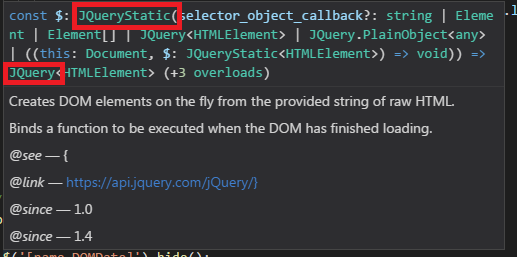 const $: JQueryStatic(selector_object_callback?: string | Eleme
nt | Element[] | JQuery<HTMLElement> | JQuery.PlainObject<any>
| ((this: Document, $: JQueryStatic<HTMLElement>) => void)) =>
JQuery<HTMLElement> (+3 overloads)
Creates DOM elements on the fly from the provided string of raw HTML.
Binds a function to be executed when the DOM has finished loading.
@see — {
@link — https://api.jquery.com/jQuery/}
@since — 1.0
@since — 1.4